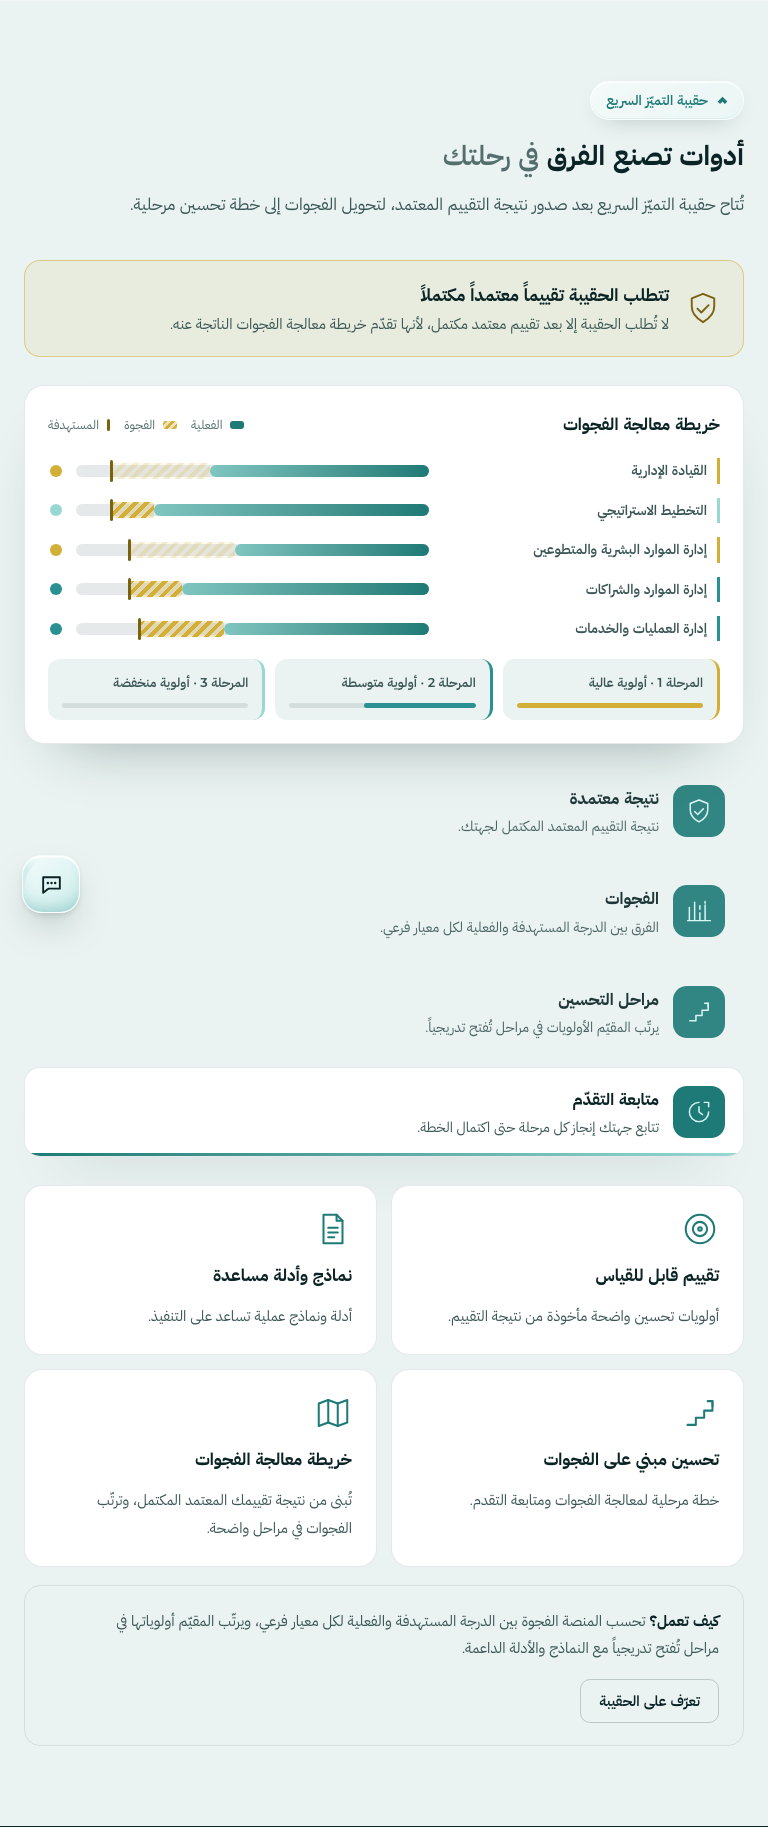 حقيبة التميّز السريع
أدوات تصنع الفرق في رحلتك
تُتاح حقيبة التميّز السريع بعد صدور نتيجة التقييم المعتمد، لتحويل الفجوات إلى خطة تحسين مرحلية.
تتطلب الحقيبة تقييماً معتمداً مكتملاً
لا تُطلب الحقيبة إلا بعد تقييم معتمد مكتمل، لأنها تقدّم خريطة معالجة الفجوات الناتجة عنه.
خريطة معالجة الفجوات
الفعلية
الفجوة
المستهدفة
القيادة الإدارية
التخطيط الاستراتيجي
إدارة الموارد البشرية والمتطوعين
إدارة الموارد والشراكات
إدارة العمليات والخدمات
المرحلة 1 · أولوية عالية
المرحلة 2 · أولوية متوسطة
المرحلة 3 · أولوية منخفضة
نتيجة معتمدة
نتيجة التقييم المعتمد المكتمل لجهتك.
الفجوات
الفرق بين الدرجة المستهدفة والفعلية لكل معيار فرعي.
مراحل التحسين
يرتّب المقيّم الأولويات في مراحل تُفتح تدريجياً.
متابعة التقدّم
تتابع جهتك إنجاز كل مرحلة حتى اكتمال الخطة.
تقييم قابل للقياس
أولويات تحسين واضحة مأخوذة من نتيجة التقييم.
نماذج وأدلة مساعدة
أدلة ونماذج عملية تساعد على التنفيذ.
تحسين مبني على الفجوات
خطة مرحلية لمعالجة الفجوات ومتابعة التقدم.
خريطة معالجة الفجوات
تُبنى من نتيجة تقييمك المعتمد المكتمل، وترتّب
الفجوات في مراحل واضحة.
كيف تعمل؟ تحسب المنصة الفجوة بين الدرجة المستهدفة والفعلية لكل معيار فرعي، ويرتّب المقيّم أولوياتها في
مراحل تُفتح تدريجياً مع النماذج والأدلة الداعمة.
تعرّف على الحقيبة